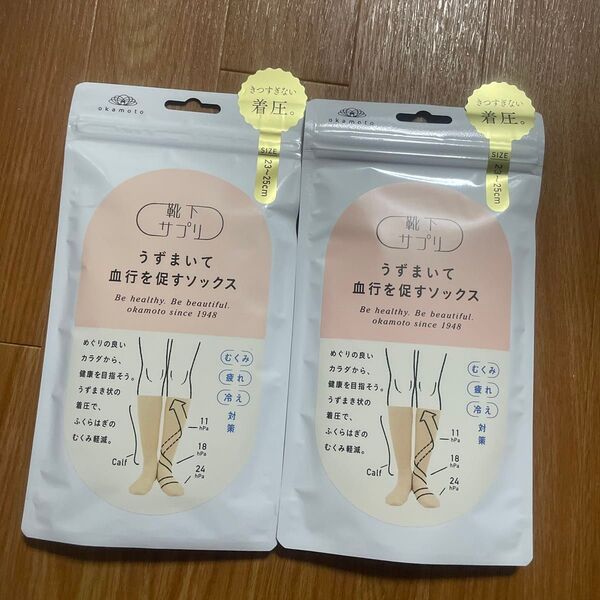 okamoto
きつすぎない
着圧。
SIZE 23~25cm
靴下
サプリ
うずまいて
血行を促すソックス
Be healthy. Be beautiful.
okamoto since 1948
めぐりの良い
カラダから、
健康を目指そう。
うずまき状の
着圧で、
ふくらはぎの
むくみ軽減。
むくみ
疲れ
冷え
対策
11
hPa
18
hPa
24
hPa
Calf
okamoto
きつすぎない
着圧。
SIZE 23~25cm
靴下
サプリ
うずまいて
血行を促すソックス
Be healthy. Be beautiful.
okamoto since 1948
めぐりの良い
カラダから、
健康を目指そう。
うずまき状の
着圧で、
ふくらはぎの
むくみ軽減。
むくみ
疲れ
冷え
対策
11
hPa
18
hPa
24
hPa
Calf